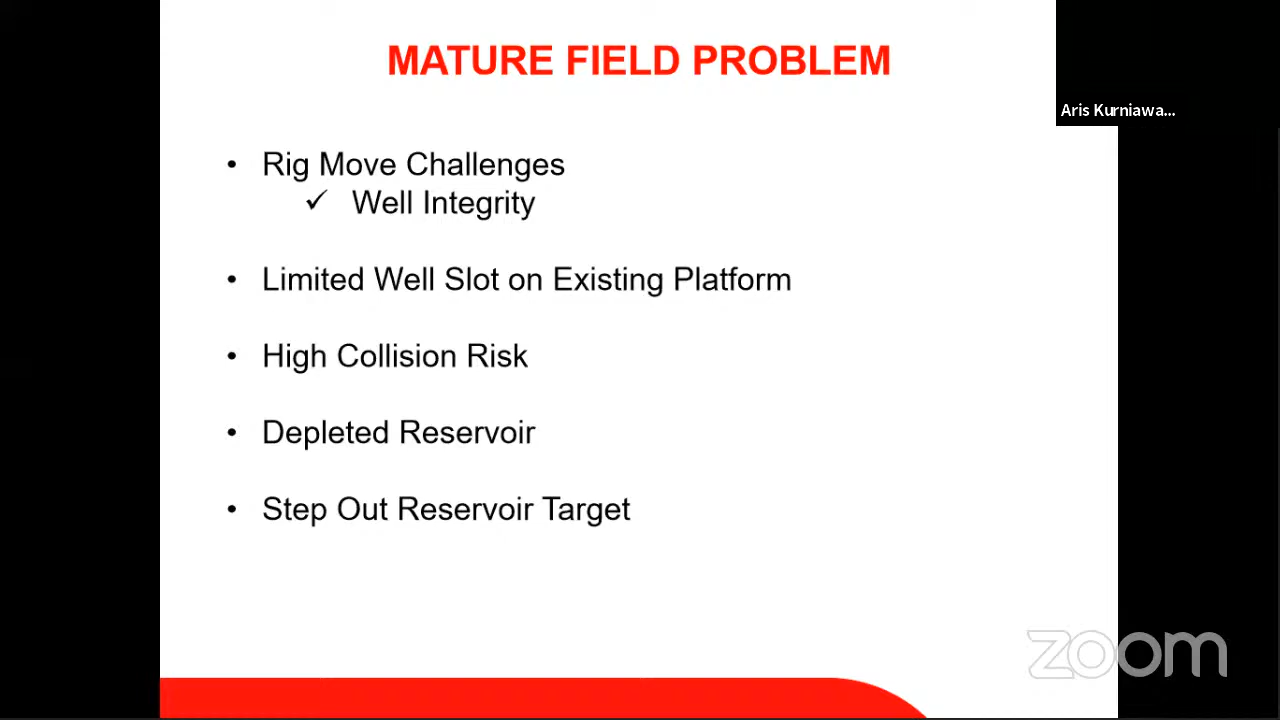 MATURE FIELD PROBLEM
Aris Kurniawa...
• Rig Move Challenges
✓ Well Integrity
• Limited Well Slot on Existing Platform
• High Collision Risk
• Depleted Reservoir
• Step Out Reservoir Target
zoom